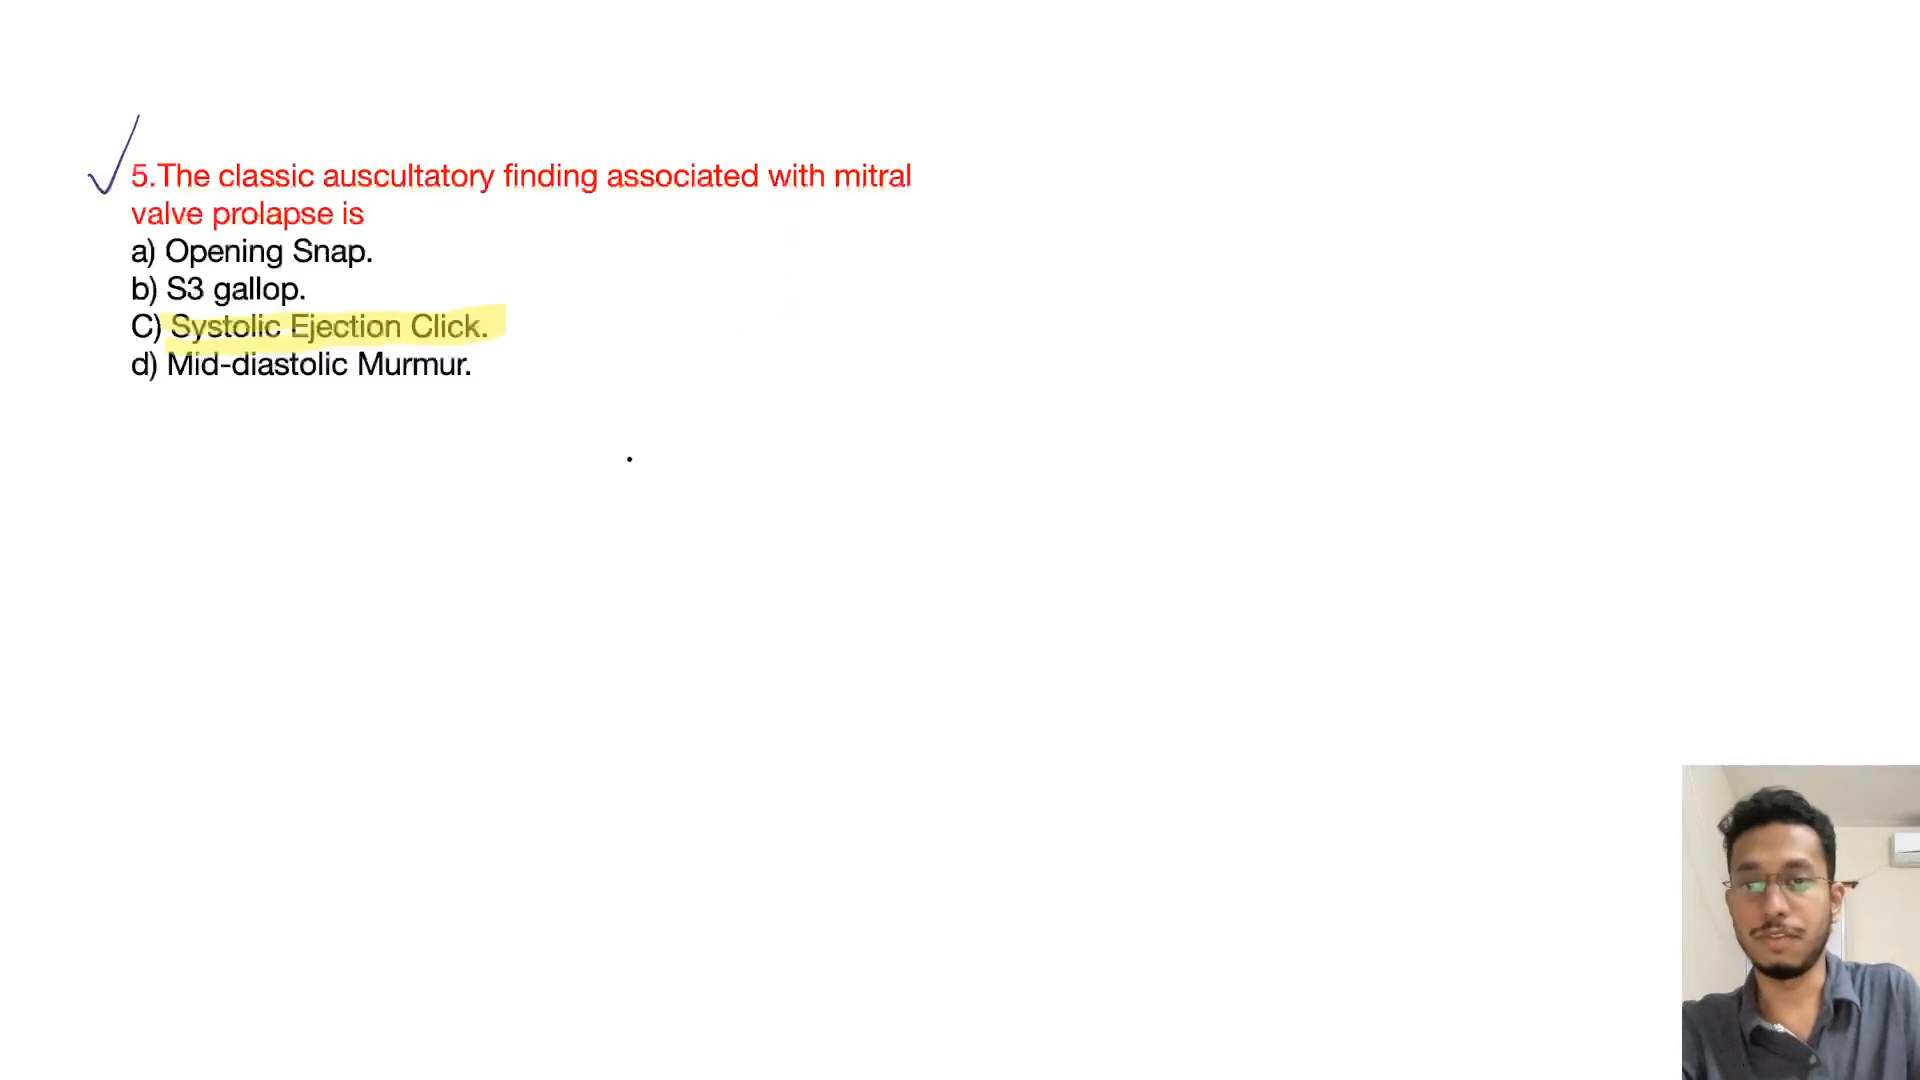 5.The classic auscultatory finding associated with mitral
valve prolapse is
a) Opening Snap.
b) S3 gallop.
C) Systolic Ejection Click.
d) Mid-diastolic Murmur.